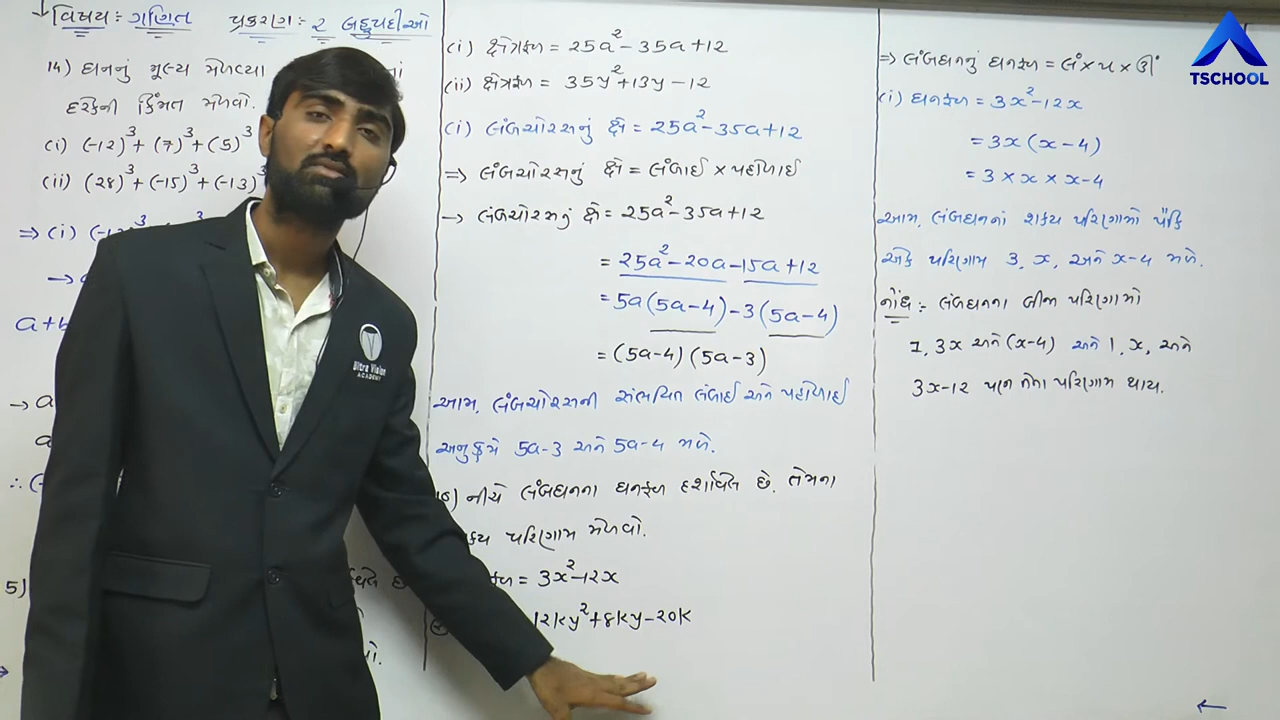 વિષય:- ગણિત પ્રકરણ:- ૨ બહુપદીઓ
14) ઘનનું મૂલ્ય મેળવ્યા
દરેકની કિંમત મેળવો.
(i) (-12)³ + (7)³ + (5)³
(ii) (28)³ + (-15)³ + (-13)³
⇒ (i)
a+b
→ a
5)
(i) ક્ષેત્રફળ = 25a² - 35a + 12
(ii) ક્ષેત્રફળ = 35y² + 13y - 12
(i) લંબચોરસનું ક્ષે = 25a² - 35a + 12
⇒ લંબચોરસનું ક્ષે = લંબાઈ × પહોળાઈ
→ લંબચોરસનું ક્ષે = 25a² - 35a + 12
= 25a² - 20a - 15a + 12
= 5a(5a-4) - 3(5a-4)
= (5a-4) (5a-3)
આમ, લંબચોરસની સંભવિત લંબાઈ અને પહોળાઈ
અનુક્રમે 5a-3 અને 5a-4 મળે.
નીચે લંબઘનના ઘનફળ દર્શાવેલ છે. તેમના
પરિણામ મેળવો.
= 3x² - 12x
12ky² + 8ky - 20k
⇒ લંબઘનનું ઘનફળ = લં × પ × ઊં
(i) ઘનફળ = 3x² - 12x
= 3x (x - 4)
= 3 × x × x-4
આમ, લંબઘનનાં શક્ય પરિણામો પૈકી
એક પરિણામ 3, x, અને x-4 મળે.
નોંધ:- લંબઘનના બીજા પરિણામો
1, 3x અને (x-4) અને 1, x, અને
3x-12 પણ તેના પરિણામ થાય.
←
TSCHOOL
Ultra Vision
ACADEMY